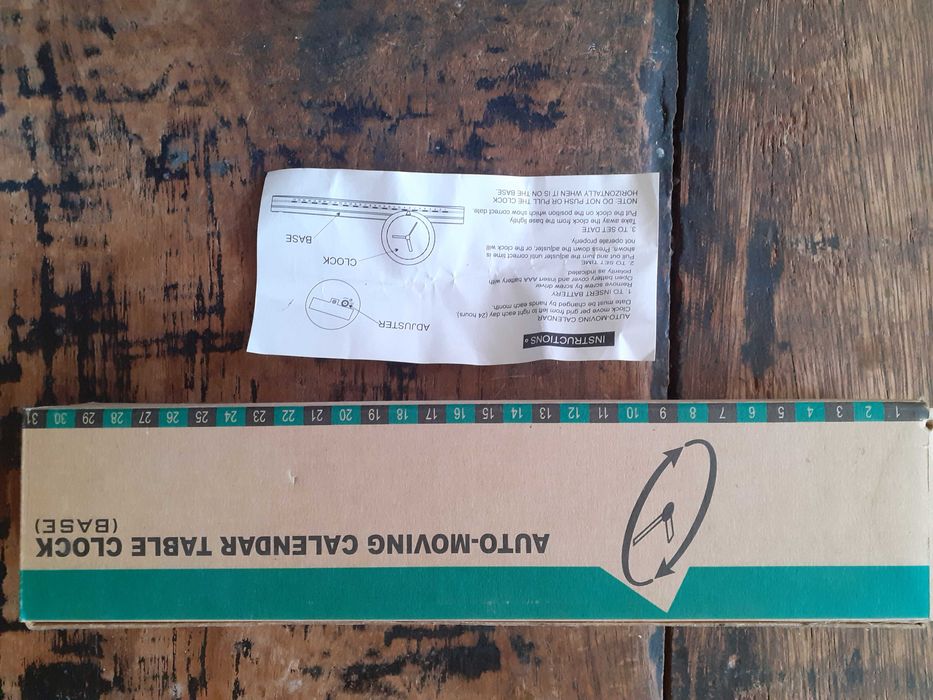 INSTRUCTIONS
AUTO-MOVING CALENDAR
Clock move per grid from left to right each day (24 hours)
Date must be changed by hands each month.
1. TO INSERT BATTERY
Remove screw by screw driver
Open battery cover and insert AAA battery with
polarity as indicated
2. TO SET TIME
Pull out and the turn adjuster until correct time is
shown. Press down the adjuster, or the clock will
not operate properly
3. TO SET DATE
Take away the clock from the base lightly
Put the clock on the position which show correct date.
NOTE: DO NOT PUSH OR PULL THE CLOCK
HORIZONTALLY WHEN IT IS ON THE BASE.
ADJUSTER
CLOCK
BASE
AUTO-MOVING CALENDAR TABLE CLOCK
(BASE)
1 2 3 4 5 6 7 8 9 10 11 12 13 14 15 16 17 18 19 20 21 22 23 24 25 26 27 28 29 30 31